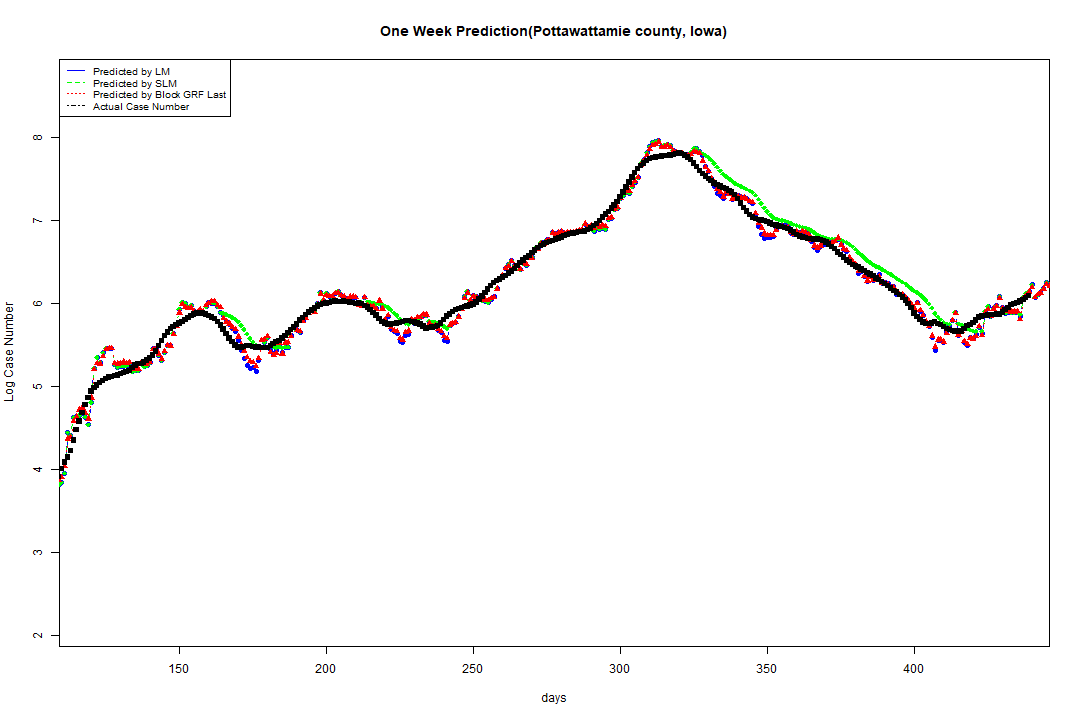 One Week Prediction(Pottawattamie county, Iowa)
Predicted by LM
Predicted by SLM
Predicted by Block GRF Last
Actual Case Number
Log Case Number
8
7
6
5
4
3
2
150 200 250 300 350 400
days